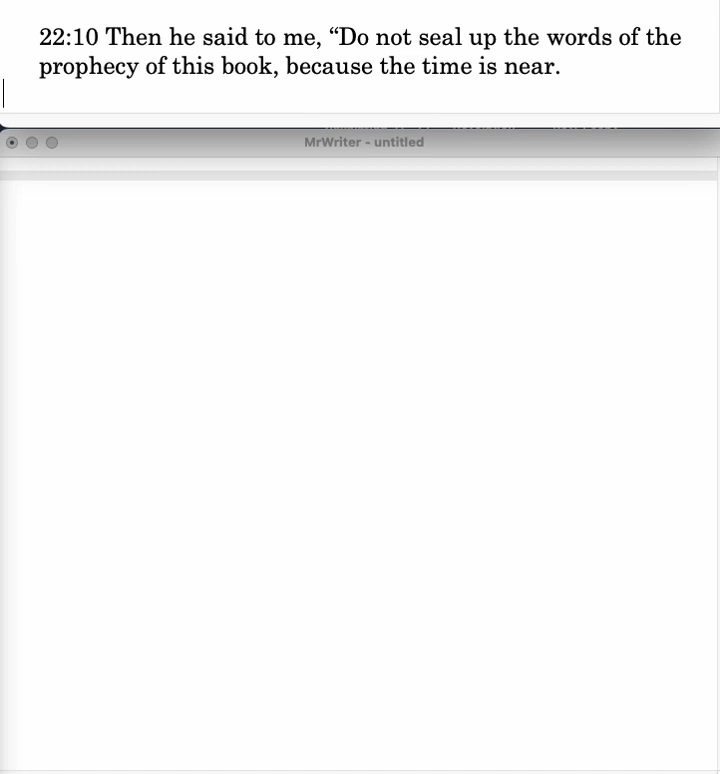 22:10 Then he said to me, “Do not seal up the words of the
prophecy of this book, because the time is near.
MrWriter - untitled